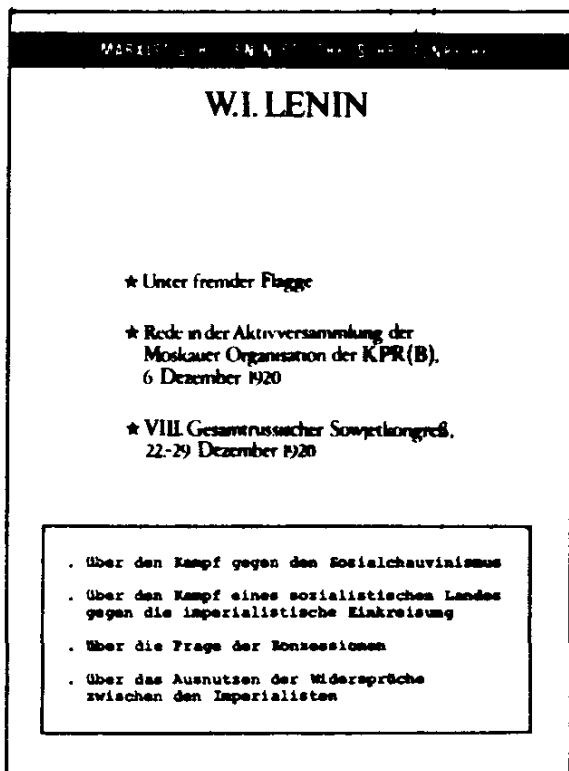 W.I. LENIN
★ Unter fremder Flagge
★ Rede in der Aktivversammlung der
Moskauer Organisation der KPR(B),
6 Dezember 1920
★ VIII. Gesamtrussischer Sowjetkongreß,
22.-29 Dezember 1920
. Über den Kampf gegen den Sozialchauvinismus
. Über den Kampf eines sozialistischen Landes
gegen die imperialistische Einkreisung
. Über die Frage der Konzessionen
. Über das Ausnutzen der Widersprüche
zwischen den Imperialisten